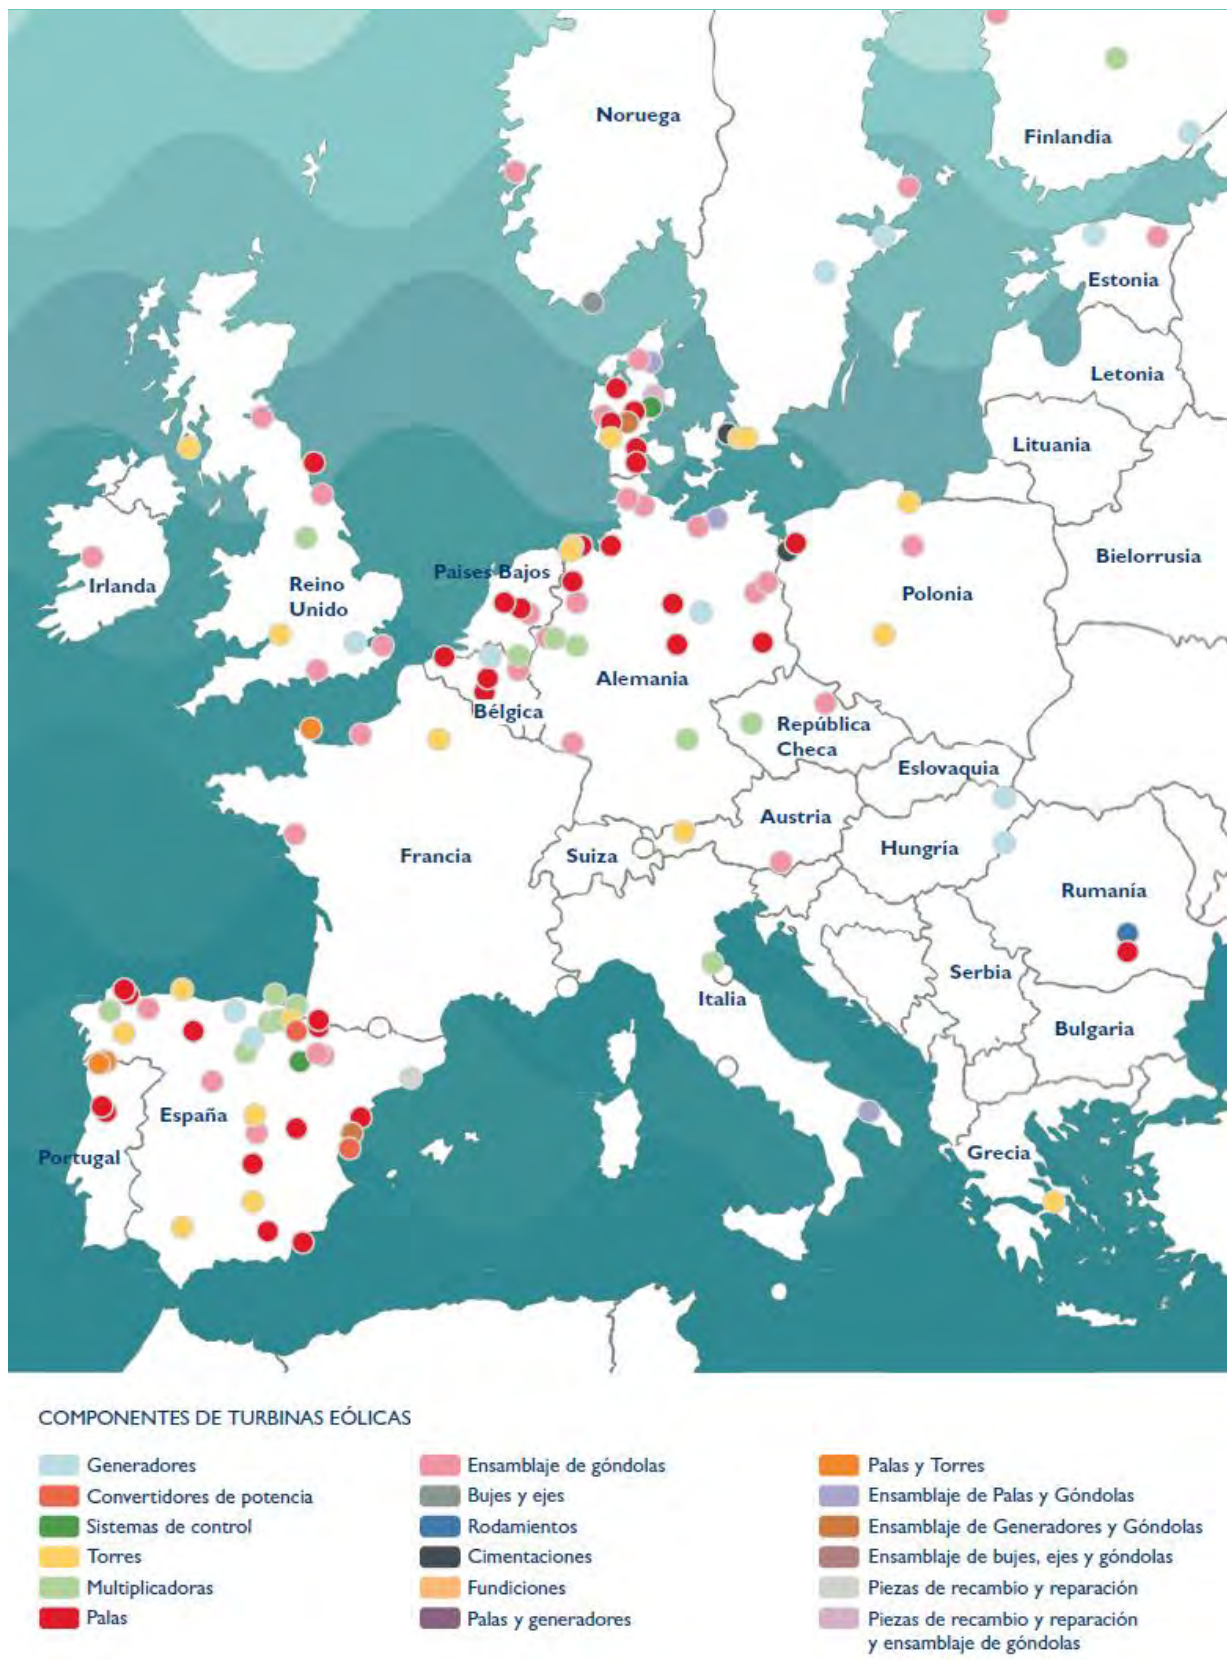 Noruega
Finlandia
Estonia
Letonia
Lituania
Bielorrusia
Irlanda
Reino
Unido
Paises Bajos
Polonia
Alemania
Bélgica
República
Checa
Eslovaquia
Austria
Francia
Suiza
Hungría
Rumanía
Serbia
Italia
Bulgaria
España
Portugal
Grecia
COMPONENTES DE TURBINAS EÓLICAS
Generadores
Convertidores de potencia
Sistemas de control
Torres
Multiplicadoras
Palas
Ensamblaje de góndolas
Bujes y ejes
Rodamientos
Cimentaciones
Fundiciones
Palas y generadores
Palas y Torres
Ensamblaje de Palas y Góndolas
Ensamblaje de Generadores y Góndolas
Ensamblaje de bujes, ejes y góndolas
Piezas de recambio y reparación
Piezas de recambio y reparación
y ensamblaje de góndolas